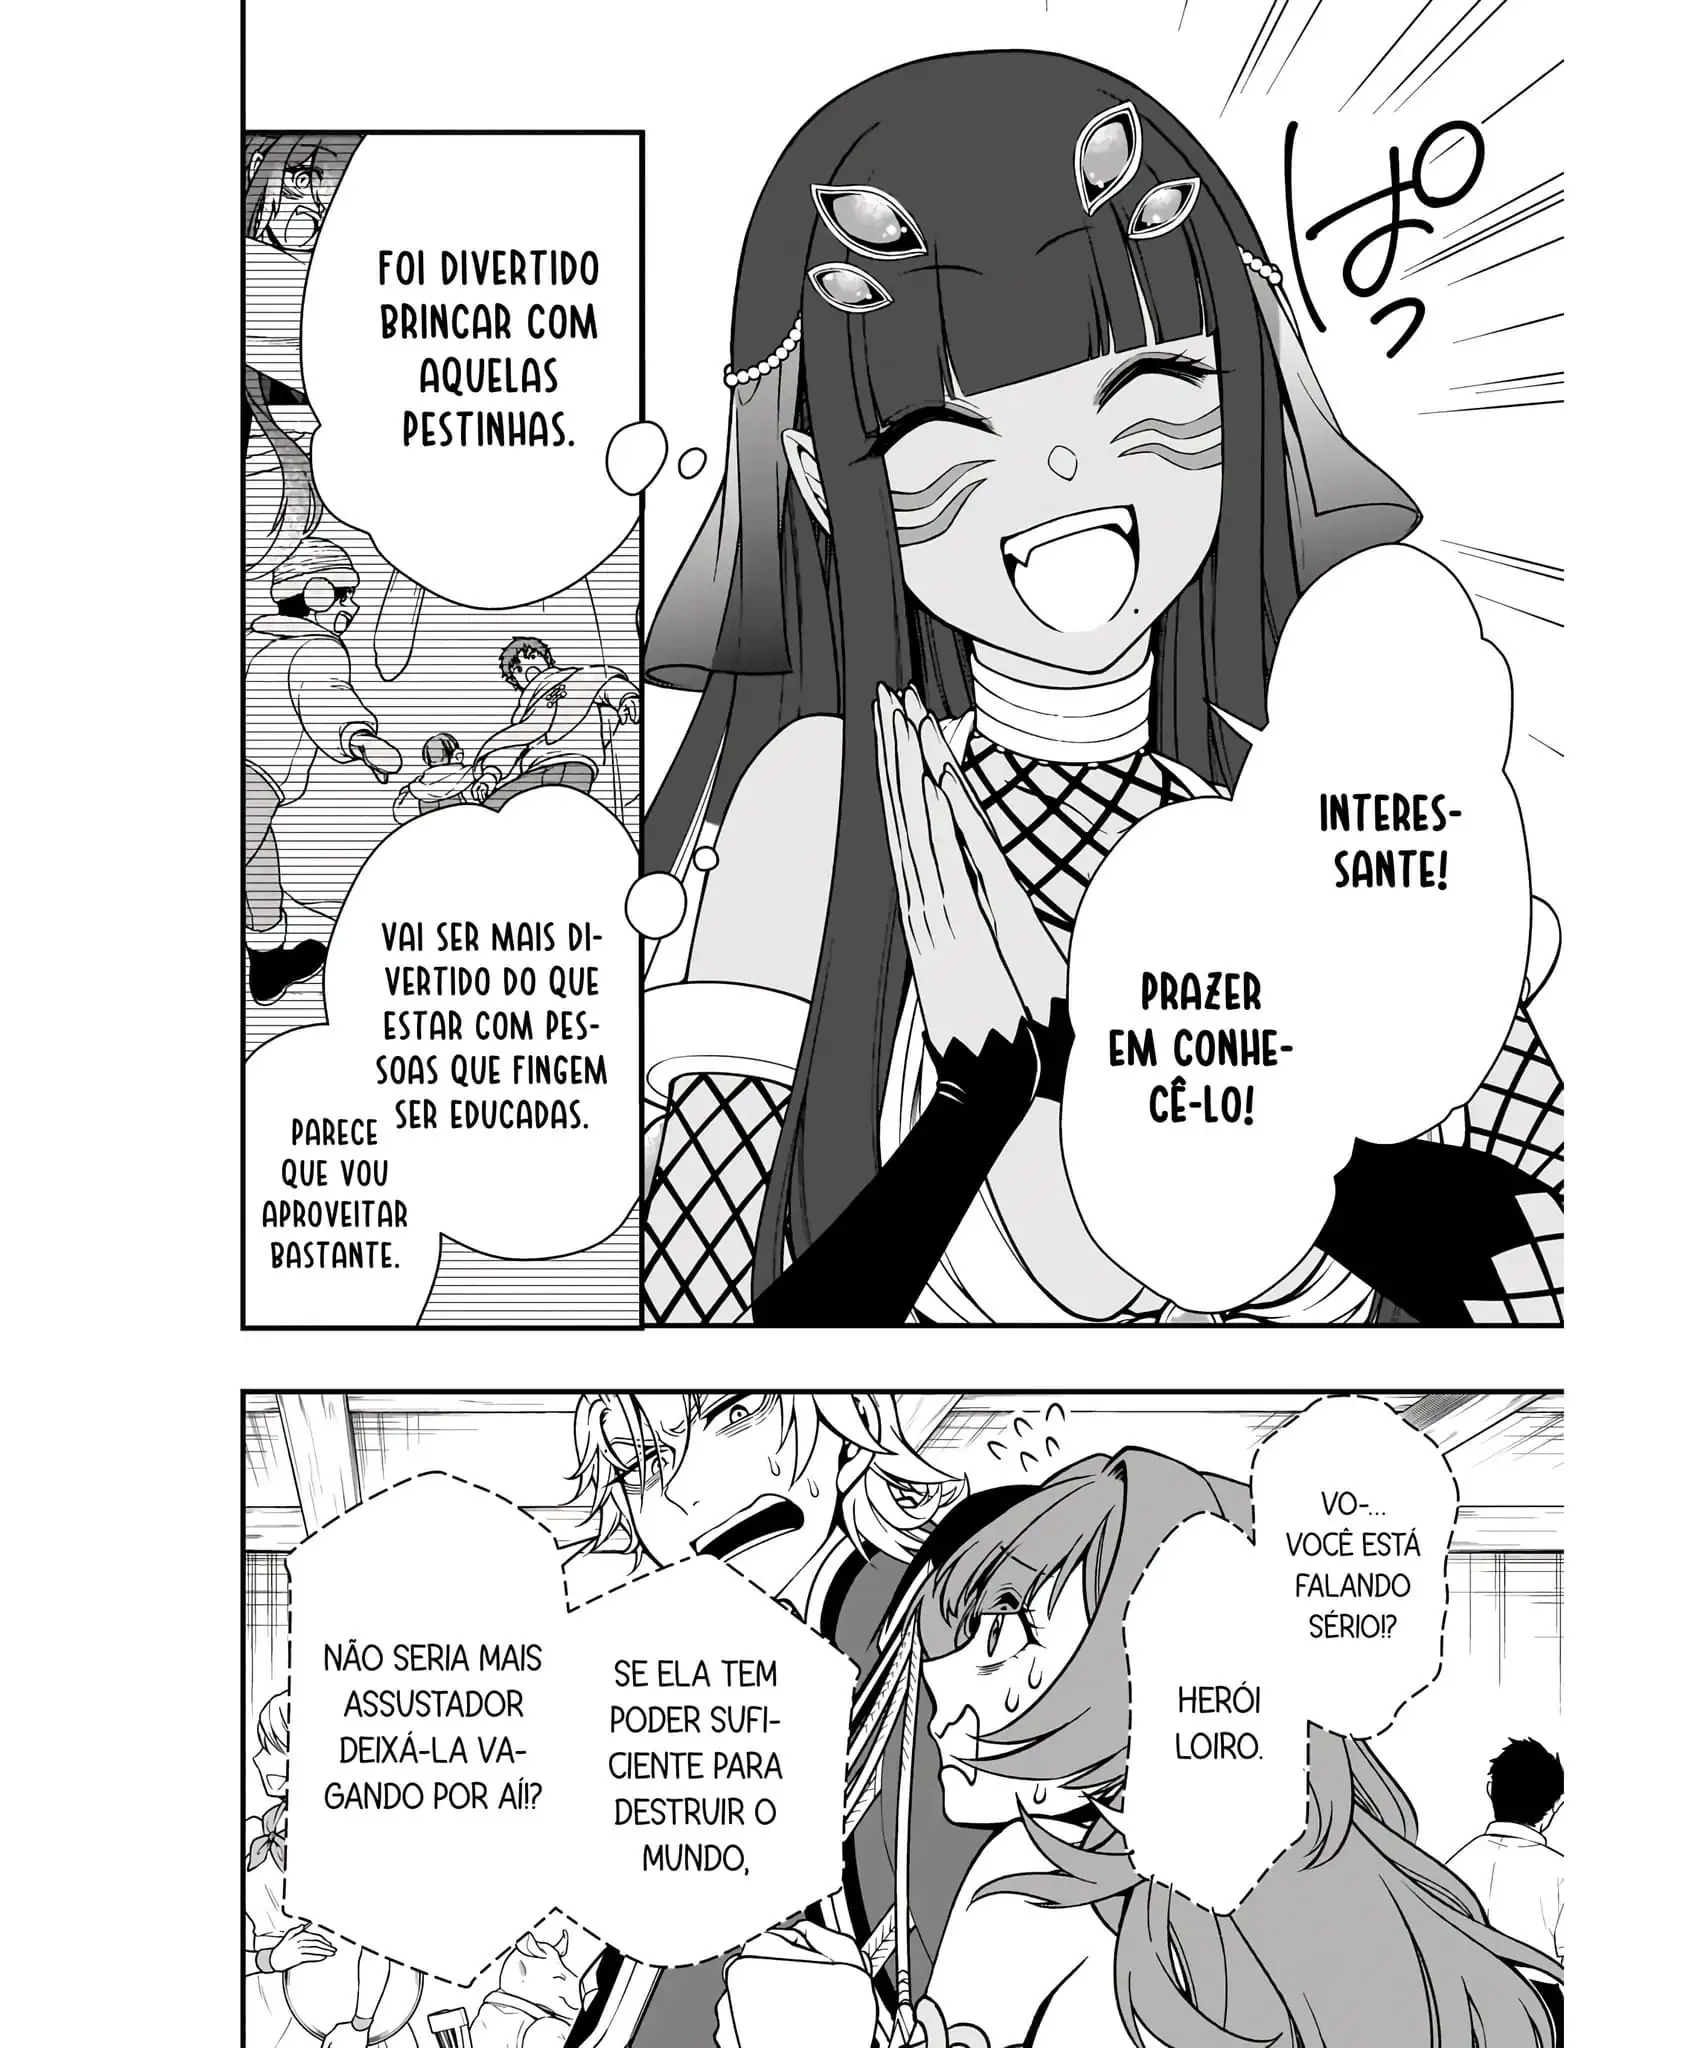 ぱっ
INTERES-
SANTE!
PRAZER
EM CONHE-
CÊ-LO!
FOI DIVERTIDO
BRINCAR COM
AQUELAS
PESTINHAS.
VAI SER MAIS DI-
VERTIDO DO QUE
ESTAR COM PES-
SOAS QUE FINGEM
SER EDUCADAS.
PARECE
QUE VOU
APROVEITAR
BASTANTE.
VO-...
VOCÊ ESTÁ
FALANDO
SÉRIO!?
HERÓI
LOIRO.
SE ELA TEM
PODER SUFI-
CIENTE PARA
DESTRUIR O
MUNDO,
NÃO SERIA MAIS
ASSUSTADOR
DEIXÁ-LA VA-
GANDO POR AÍ!?